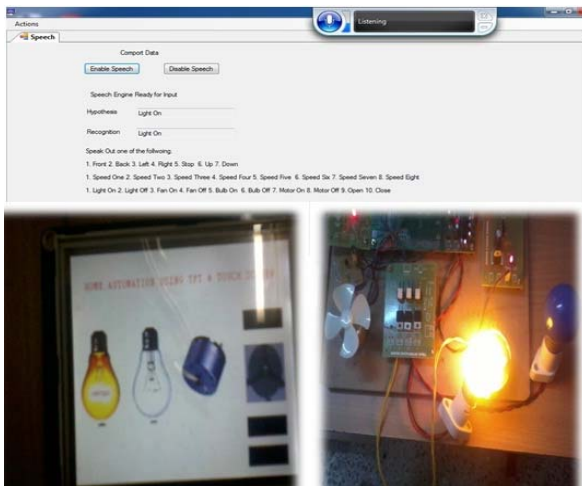 Listening
Actions
Speech
Comport Data
Enable Speech Disable Speech
Speech Engine Ready for Input
Hypothesis Light On
Recognition Light On
Speak Out one of the follwoing.
1. Front 2. Back 3. Left 4. Right 5. Stop 6. Up 7. Down
1. Speed One 2. Speed Two 3. Speed Three 4. Speed Four 5. Speed Five 6. Speed Six 7. Speed Seven 8. Speed Eight
1. Light On 2. Light Off 3. Fan On 4. Fan Off 5. Bulb On 6. Bulb Off 7. Motor On 8. Motor Off 9. Open 10. Close
HOME AUTOMATION USING TFT & TOUCH SCREEN